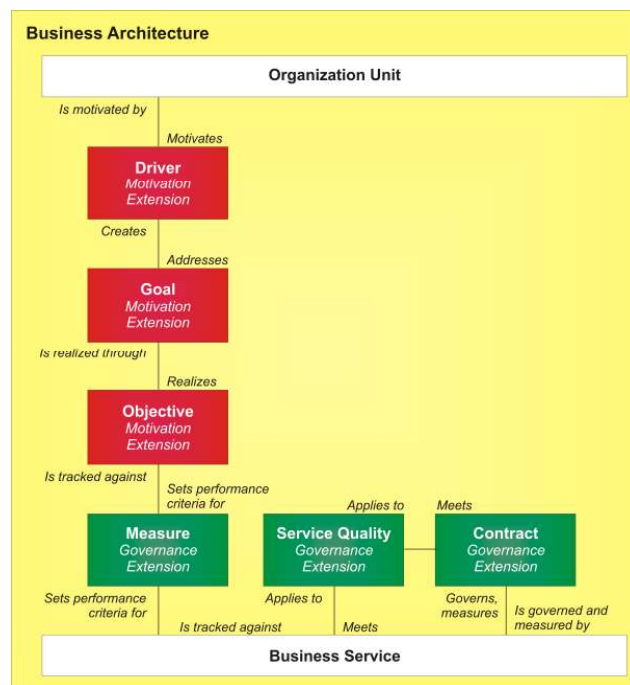 Business Architecture
Organization Unit
Is motivated by
Motivates
Driver
Motivation
Extension
Creates
Addresses
Goal
Motivation
Extension
Is realized through
Realizes
Objective
Motivation
Extension
Is tracked against
Sets performance
criteria for
Applies to
Meets
Measure
Governance
Extension
Service Quality
Governance
Extension
Contract
Governance
Extension
Sets performance
criteria for
Is tracked against
Applies to
Meets
Governs,
measures
Is governed and
measured by
Business Service